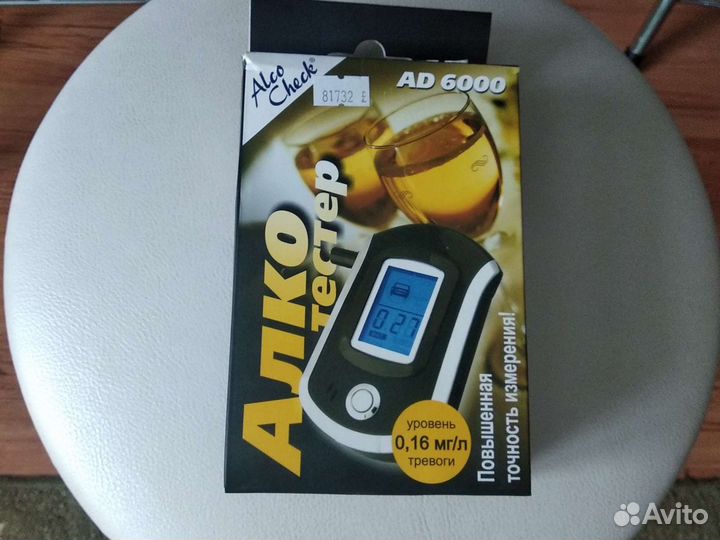 Alco
Check®
81732 £
AD 6000
Алко
тестер
0 27
уровень
0,16 мг/л
тревоги
Повышенная
точность измерения!
Avito